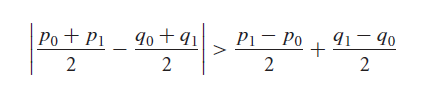 | (p₀ + p₁)/2 − (q₀ + q₁)/2 | > (p₁ − p₀)/2 + (q₁ − q₀)/2